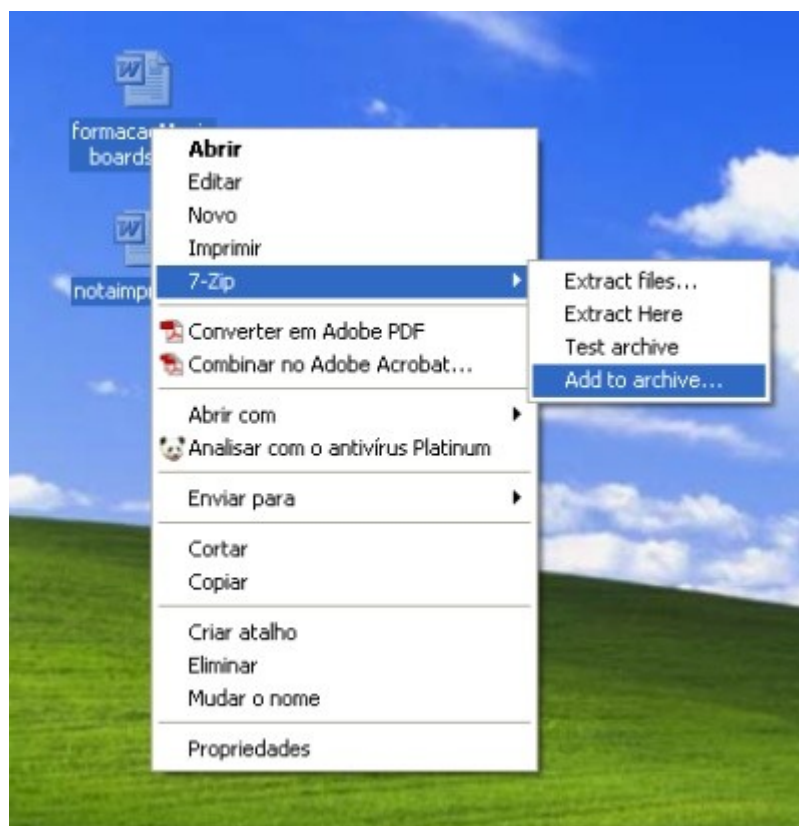 boards
Abrir
Editar
Novo
Imprimir
7-Zip
Converter em Adobe PDF
Combinar no Adobe Acrobat...
Abrir com
Analisar com o antivírus Platinum
Enviar para
Cortar
Copiar
Criar atalho
Eliminar
Mudar o nome
Propriedades
Extract files...
Extract Here
Test archive
Add to archive...